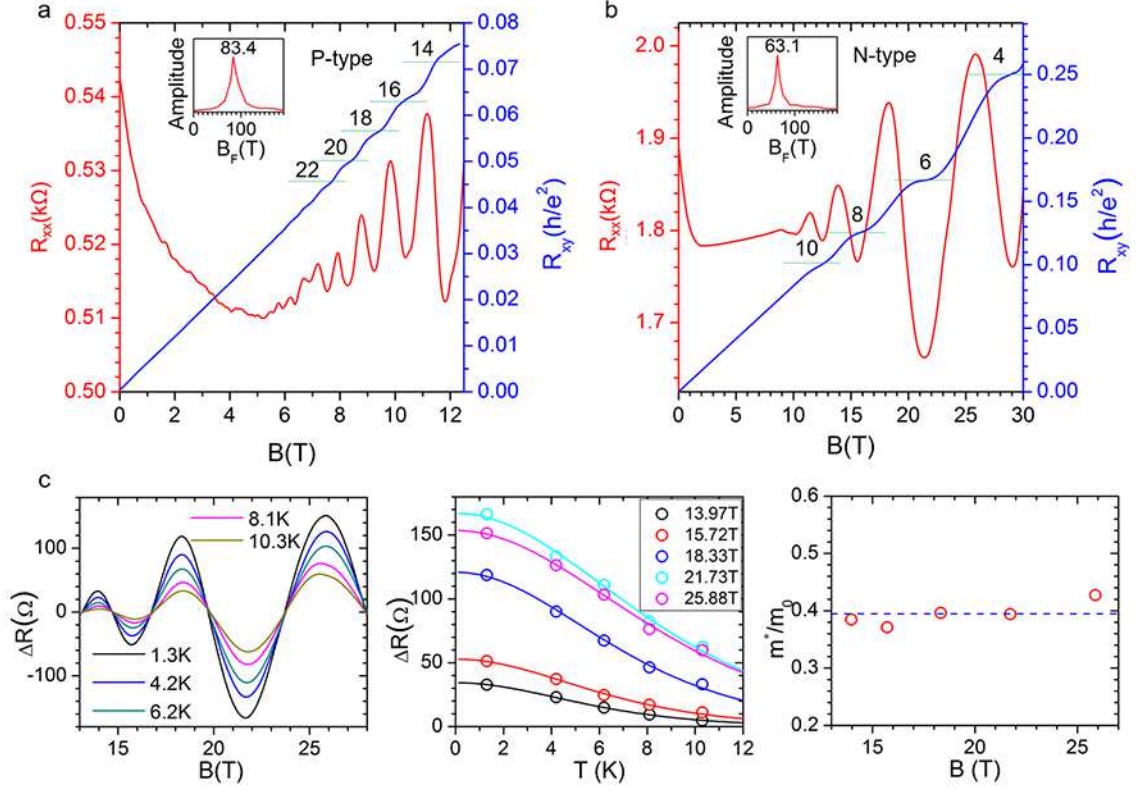 a
P-type
83.4
Amplitude
0 100
B_F(T)
14
16
18
20
22
0.55
0.54
0.53
0.52
0.51
0.50
R_xx(kΩ)
0.08
0.07
0.06
0.05
0.04
0.03
0.02
0.01
0.00
R_xy(h/e²)
0 2 4 6 8 10 12
B(T)
b
N-type
63.1
Amplitude
0 100
B_F(T)
4
6
8
10
2.0
1.9
1.8
1.7
R_xx(kΩ)
0.25
0.20
0.15
0.10
0.05
0.00
R_xy(h/e²)
0 5 10 15 20 25 30
B(T)
c
8.1K
10.3K
1.3K
4.2K
6.2K
100
0
-100
ΔR(Ω)
15 20 25
B(T)
13.97T
15.72T
18.33T
21.73T
25.88T
150
100
50
0
ΔR(Ω)
0 2 4 6 8 10 12
T (K)
0.6
0.5
0.4
0.3
0.2
m*/m₀
15 20 25
B (T)